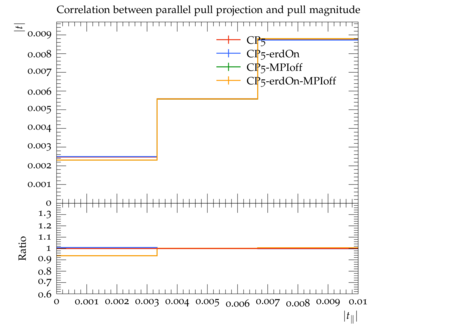 Correlation between parallel pull projection and pull magnitude
|t|
0.009
0.008
0.007
0.006
0.005
0.004
0.003
0.002
0.001
0
CP5
CP5-erdOn
CP5-MPIoff
CP5-erdOn-MPIoff
Ratio
1.3
1.2
1.1
1
0.9
0.8
0.7
0.6
0 0.001 0.002 0.003 0.004 0.005 0.006 0.007 0.008 0.009 0.01
|t∥|